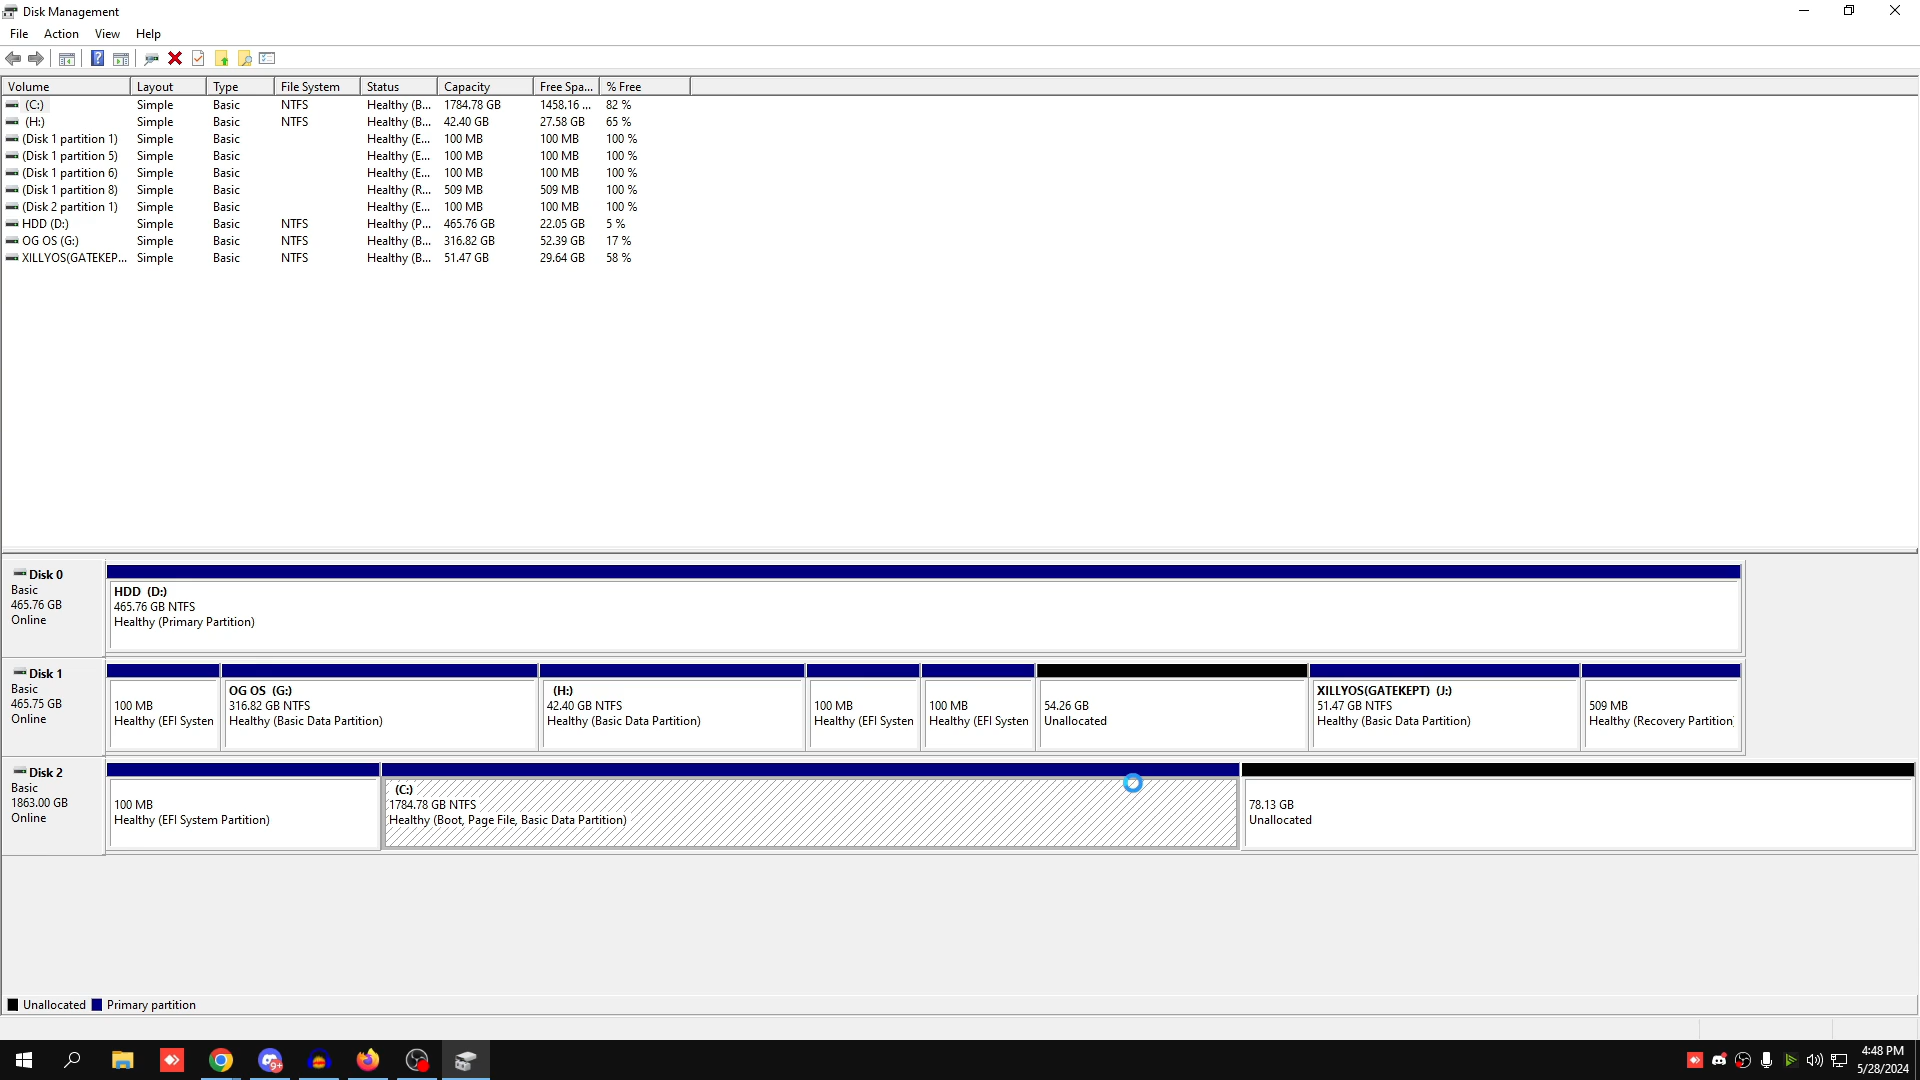 Disk Management
File Action View Help
Volume Layout Type File System Status Capacity Free Spa... % Free
(C:) Simple Basic NTFS Healthy (B... 1784.78 GB 1458.16 ... 82 %
(H:) Simple Basic NTFS Healthy (B... 42.40 GB 27.58 GB 65 %
(Disk 1 partition 1) Simple Basic Healthy (E... 100 MB 100 MB 100 %
(Disk 1 partition 5) Simple Basic Healthy (E... 100 MB 100 MB 100 %
(Disk 1 partition 6) Simple Basic Healthy (E... 100 MB 100 MB 100 %
(Disk 1 partition 8) Simple Basic Healthy (R... 509 MB 509 MB 100 %
(Disk 2 partition 1) Simple Basic Healthy (E... 100 MB 100 MB 100 %
HDD (D:) Simple Basic NTFS Healthy (P... 465.76 GB 22.05 GB 5 %
OG OS (G:) Simple Basic NTFS Healthy (B... 316.82 GB 52.39 GB 17 %
XILLYOS(GATEKEP... Simple Basic NTFS Healthy (B... 51.47 GB 29.64 GB 58 %
Disk 0
Basic
465.76 GB
Online
HDD (D:)
465.76 GB NTFS
Healthy (Primary Partition)
Disk 1
Basic
465.75 GB
Online
100 MB
Healthy (EFI Systen
OG OS (G:)
316.82 GB NTFS
Healthy (Basic Data Partition)
(H:)
42.40 GB NTFS
Healthy (Basic Data Partition)
100 MB
Healthy (EFI Systen
100 MB
Healthy (EFI Systen
54.26 GB
Unallocated
XILLYOS(GATEKEPT) (J:)
51.47 GB NTFS
Healthy (Basic Data Partition)
509 MB
Healthy (Recovery Partition
Disk 2
Basic
1863.00 GB
Online
100 MB
Healthy (EFI System Partition)
(C:)
1784.78 GB NTFS
Healthy (Boot, Page File, Basic Data Partition)
78.13 GB
Unallocated
Unallocated Primary partition
9+
4:48 PM
5/28/2024